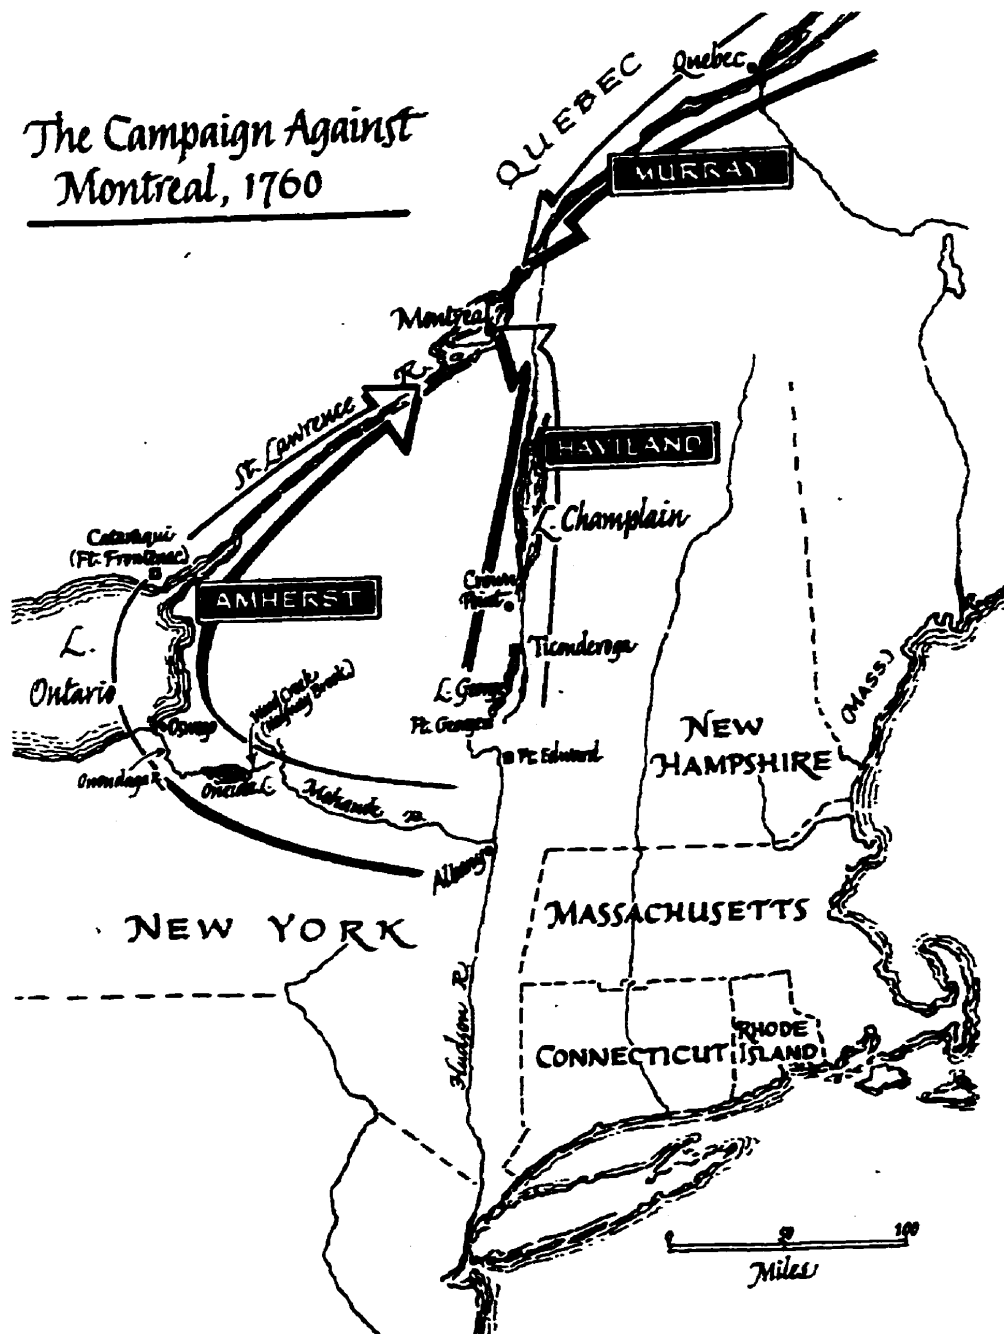 The Campaign Against
Montreal, 1760
QUEBEC
Quebec
MURRAY
Montreal
St. Lawrence R.
HAVILAND
L. Champlain
Cataraqui
(Ft. Frontenac)
AMHERST
Crown
Point
Ticonderoga
L.
Ontario
Oswego
Wood Creek
L. George
Ft. George
Ft. Edward
(MASS.)
NEW
HAMPSHIRE
Onondaga R.
Oneida L.
Mohawk R.
Albany
NEW YORK
MASSACHUSETTS
Hudson R.
CONNECTICUT
RHODE
ISLAND
0 50 100
Miles